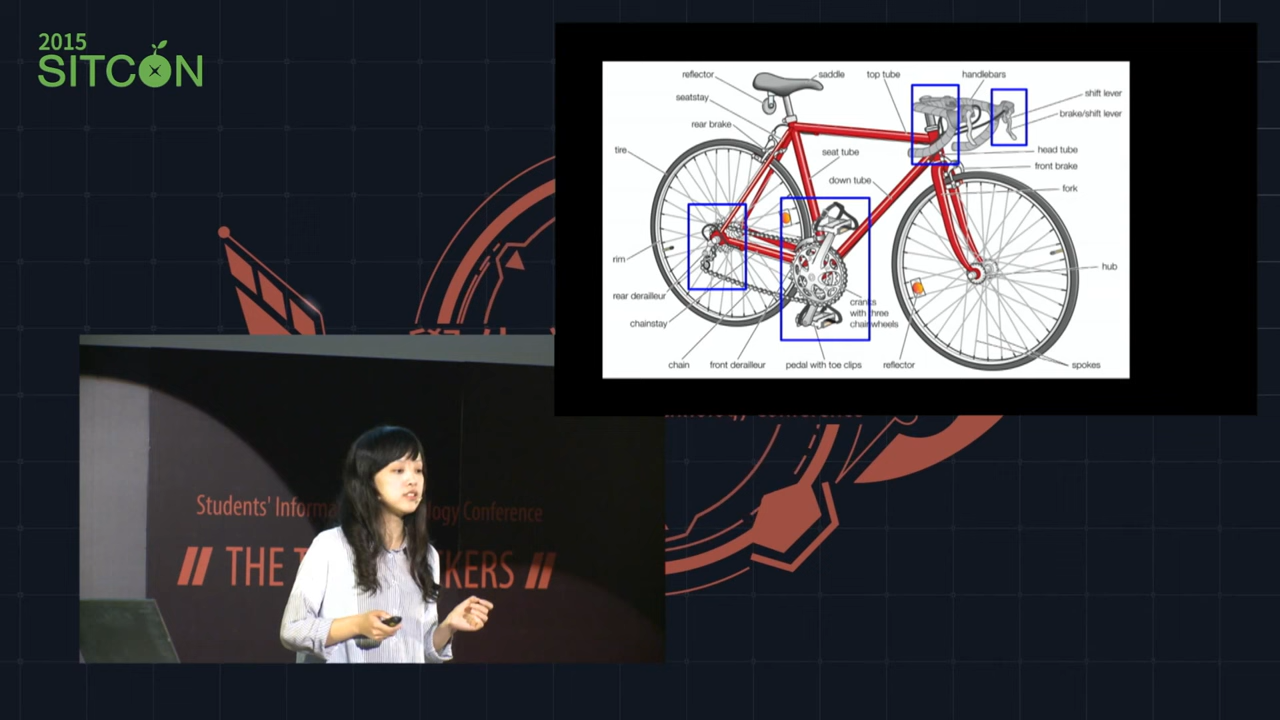 2015
SITCON
reflector
saddle
top tube
handlebars
seatstay
shift lever
rear brake
brake/shift lever
tire
seat tube
head tube
down tube
front brake
fork
rim
hub
rear derailleur
cranks
with three
chainwheels
chainstay
chain
front derailleur
pedal with toe clips
reflector
spokes
Conference
Students' Informa ogy Conference
// THE T KERS //